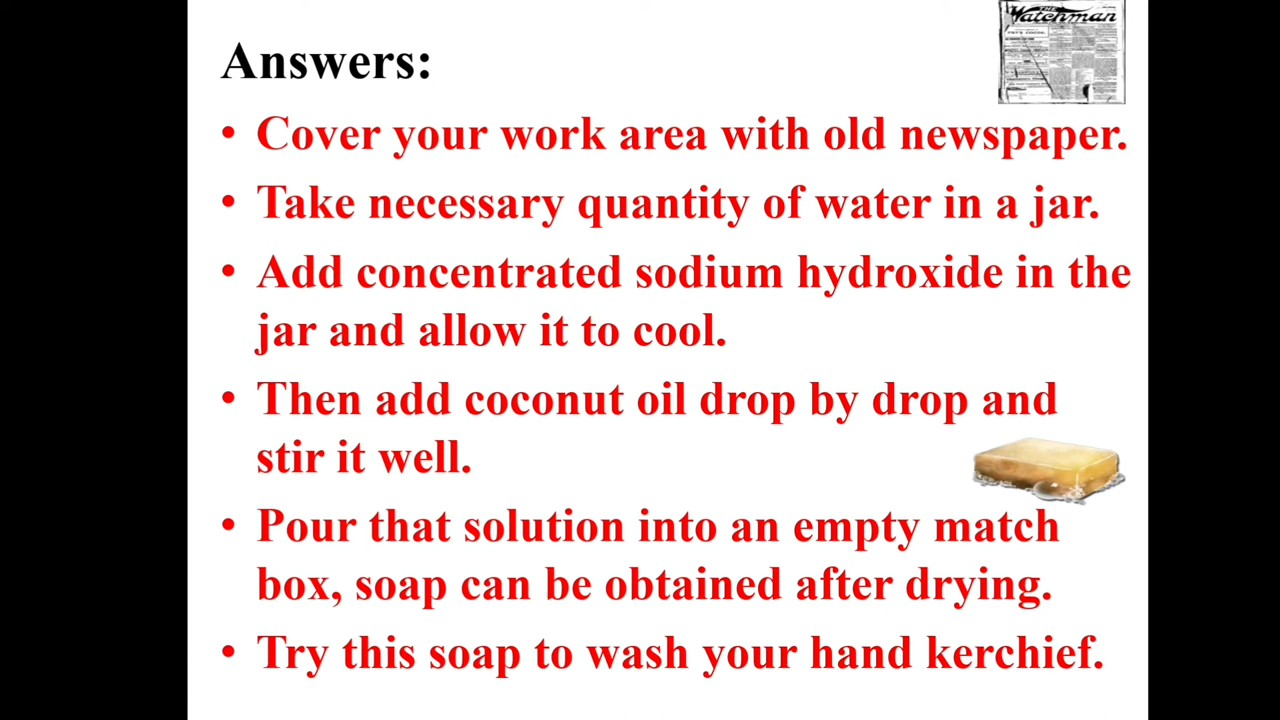 THE
Watchman
Answers:
• Cover your work area with old newspaper.
• Take necessary quantity of water in a jar.
• Add concentrated sodium hydroxide in the
jar and allow it to cool.
• Then add coconut oil drop by drop and
stir it well.
• Pour that solution into an empty match
box, soap can be obtained after drying.
• Try this soap to wash your hand kerchief.